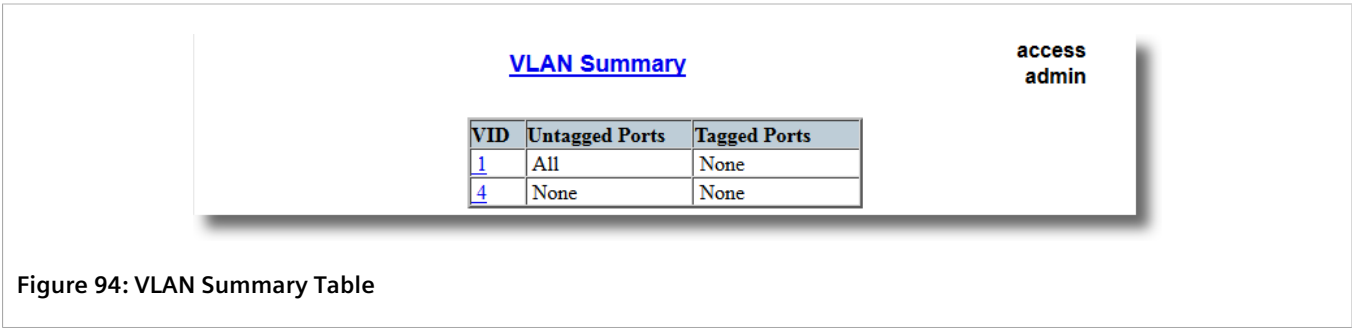 VLAN Summary
access
admin
VID Untagged Ports Tagged Ports
1 All None
4 None None
Figure 94: VLAN Summary Table